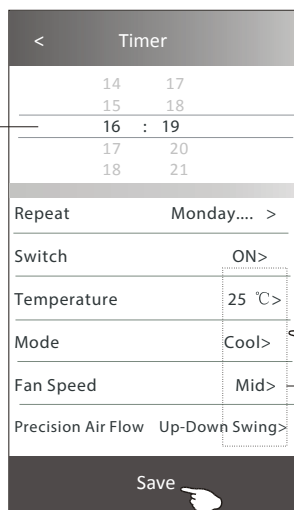 < Timer
14 17
15 18
16 : 19
17 20
18 21
Repeat Monday.... >
Switch ON>
Temperature 25 ℃>
Mode Cool>
Fan Speed Mid>
Precision Air Flow Up-Down Swing>
Save